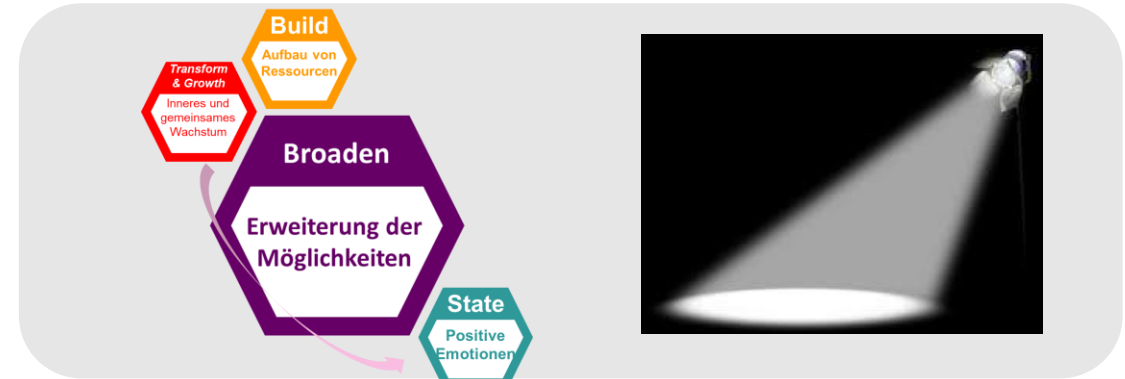 Build
Aufbau von
Ressourcen
Transform
& Growth
Inneres und
gemeinsames
Wachstum
Broaden
Erweiterung der
Möglichkeiten
State
Positive
Emotionen